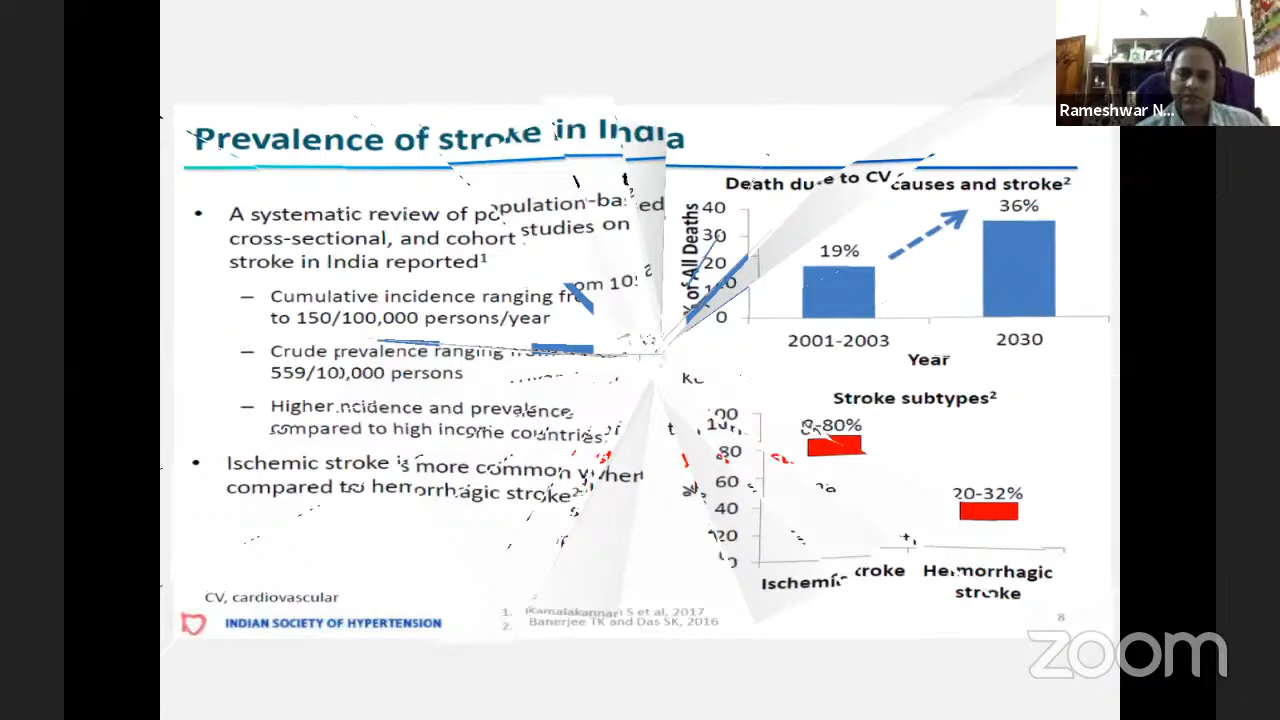 Rameshwar N...
Prevalence of stroke in India
• A systematic review of population-based
cross-sectional, and cohort studies on
stroke in India reported¹
– Cumulative incidence ranging from 105
to 150/100,000 persons/year
– Crude prevalence ranging
559/100,000 persons
– Higher incidence and prevalence
compared to high income countries
• Ischemic stroke is more common when
compared to hemorrhagic stroke²
CV, cardiovascular
INDIAN SOCIETY OF HYPERTENSION
1. Kamalakannan S et al, 2017
2. Banerjee TK and Das SK, 2016
Death due to CV causes and stroke²
% of All Deaths
40
30
20
10
0
19%
36%
2001-2003
2030
Year
Stroke subtypes²
100
80
60
40
20
0
-80%
20-32%
Ischemic stroke
Hemorrhagic
stroke
8
zoom